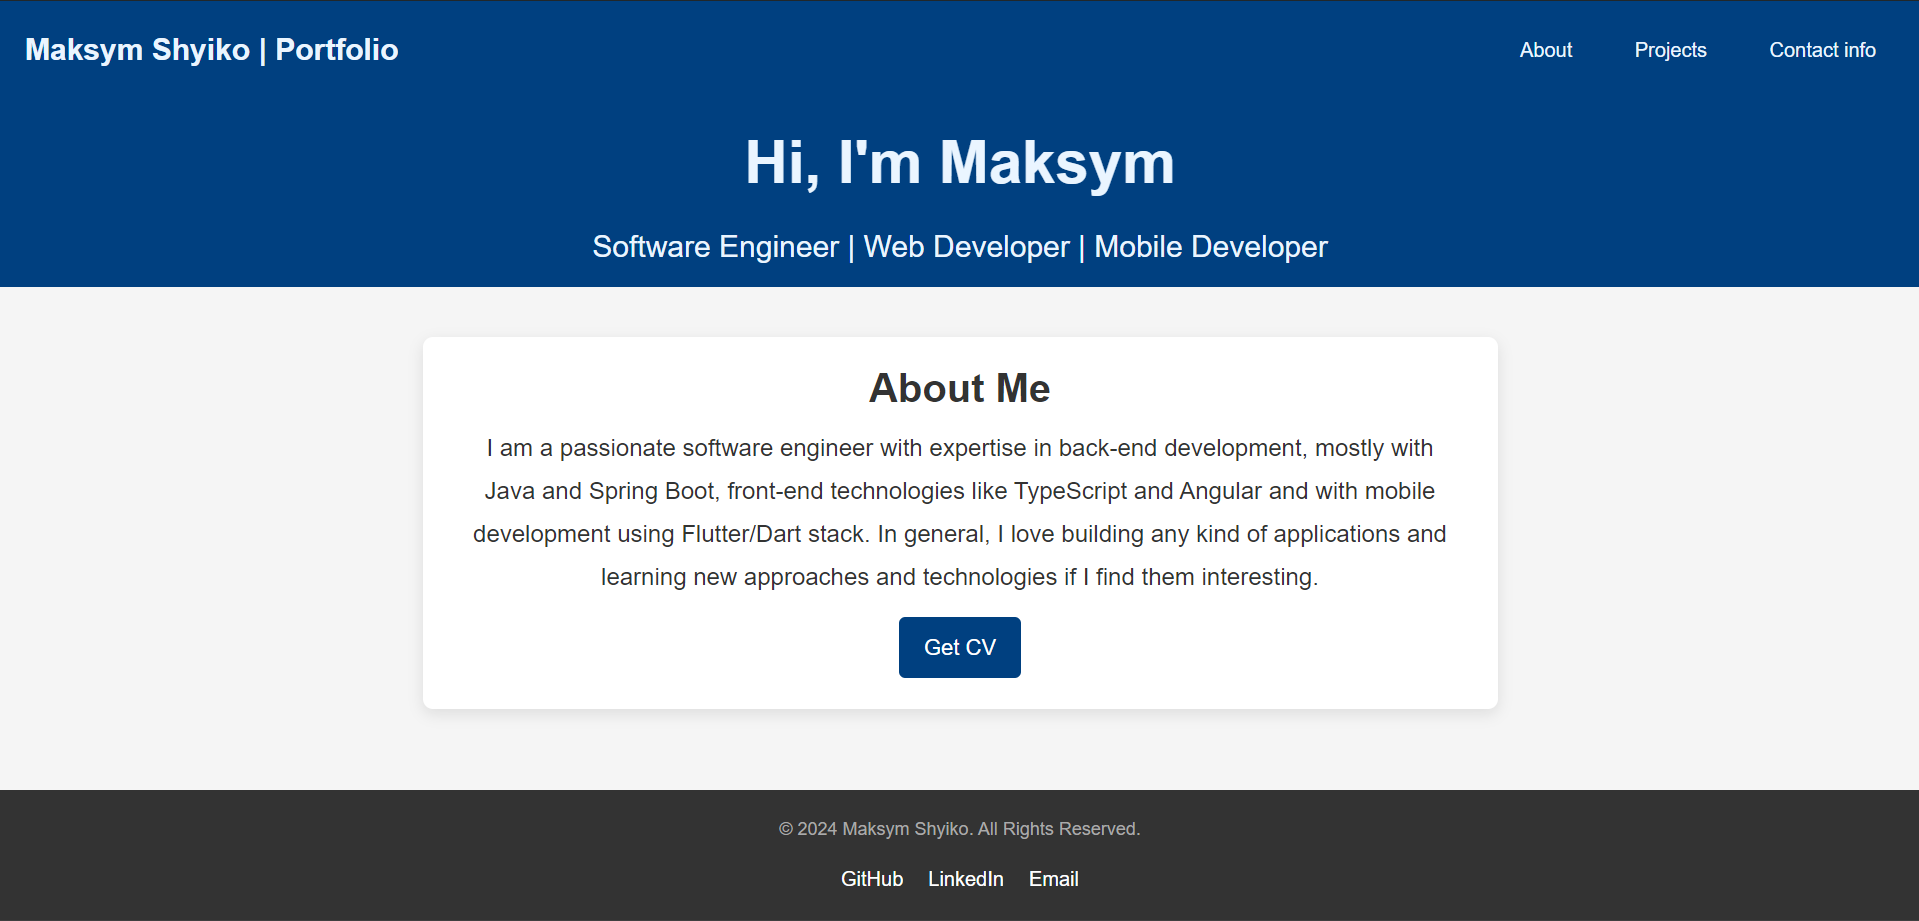 Maksym Shyiko | Portfolio
About Projects Contact info
Hi, I'm Maksym
Software Engineer | Web Developer | Mobile Developer
About Me
I am a passionate software engineer with expertise in back-end development, mostly with
Java and Spring Boot, front-end technologies like TypeScript and Angular and with mobile
development using Flutter/Dart stack. In general, I love building any kind of applications and
learning new approaches and technologies if I find them interesting.
Get CV
© 2024 Maksym Shyiko. All Rights Reserved.
GitHub LinkedIn Email